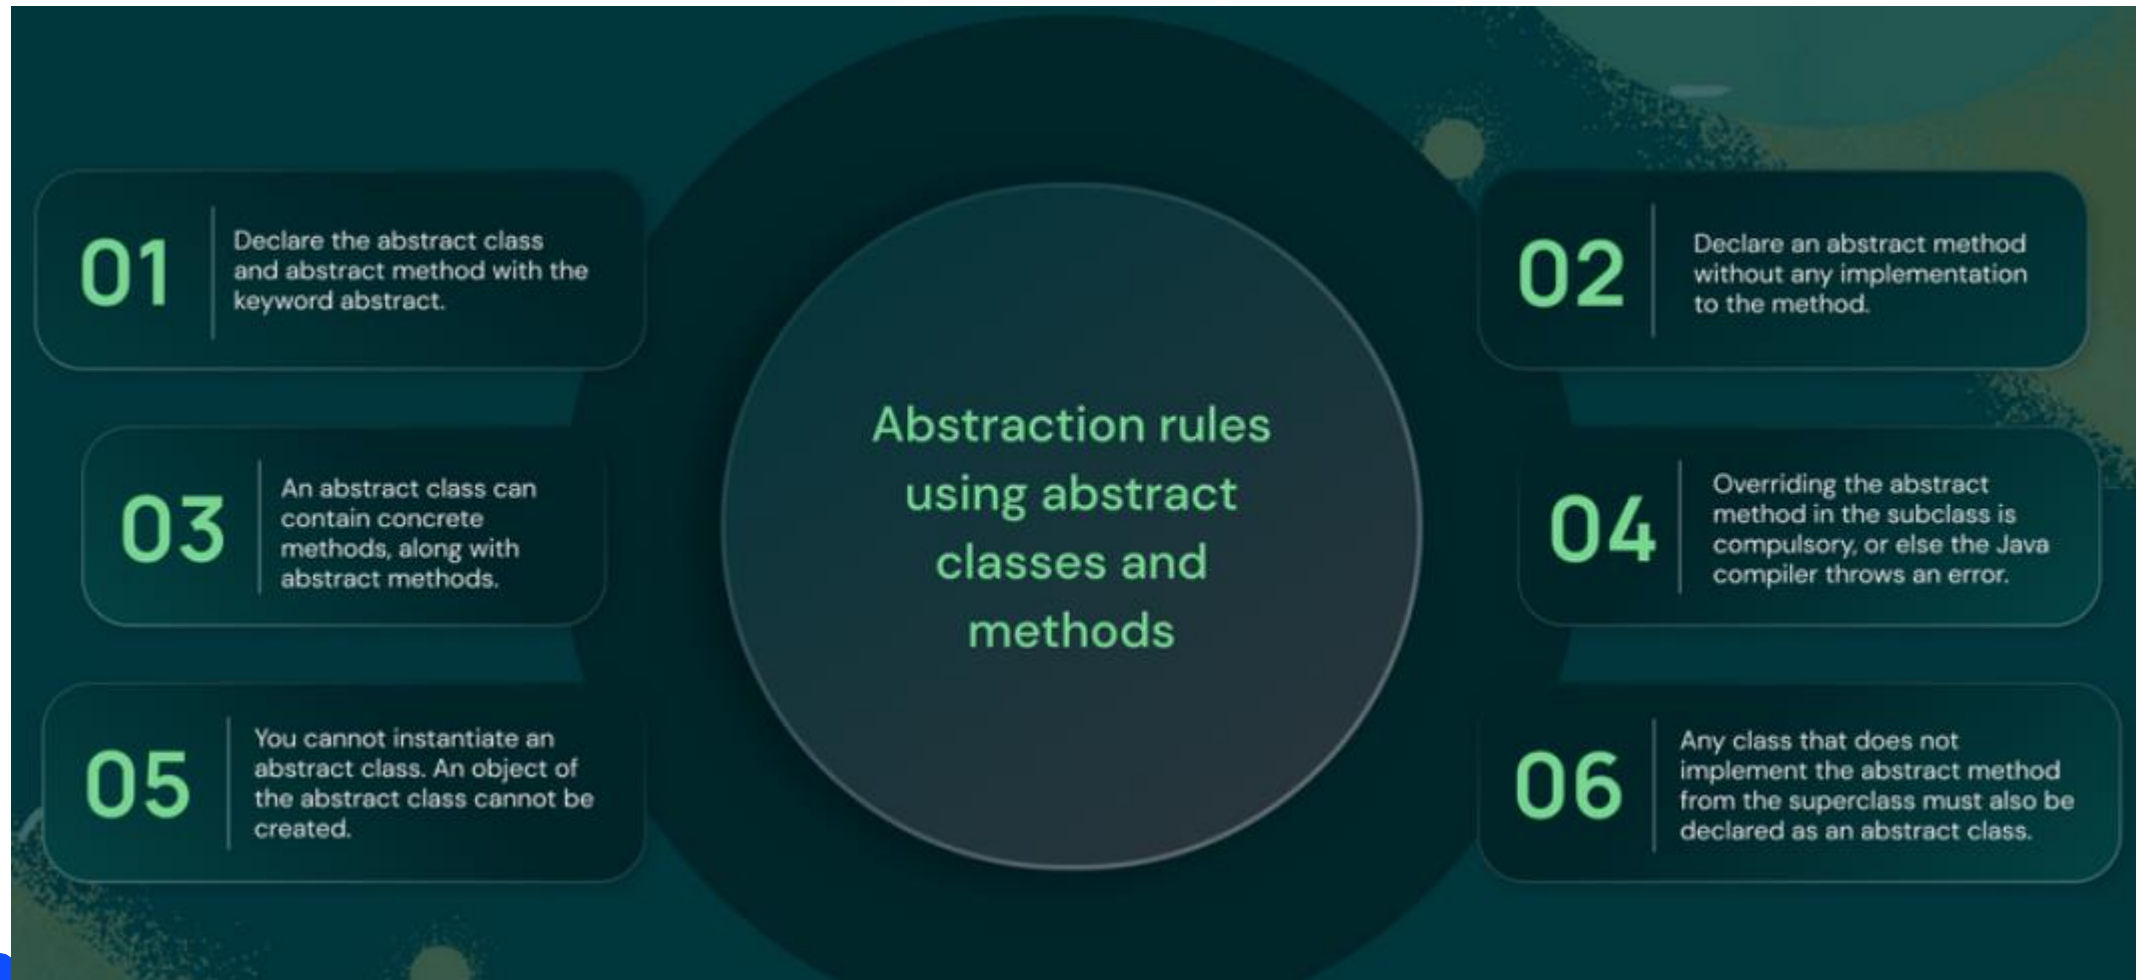 01
Declare the abstract class
and abstract method with the
keyword abstract.
02
Declare an abstract method
without any implementation
to the method.
Abstraction rules
using abstract
classes and
methods
03
An abstract class can
contain concrete
methods, along with
abstract methods.
04
Overriding the abstract
method in the subclass is
compulsory, or else the Java
compiler throws an error.
05
You cannot instantiate an
abstract class. An object of
the abstract class cannot be
created.
06
Any class that does not
implement the abstract method
from the superclass must also be
declared as an abstract class.